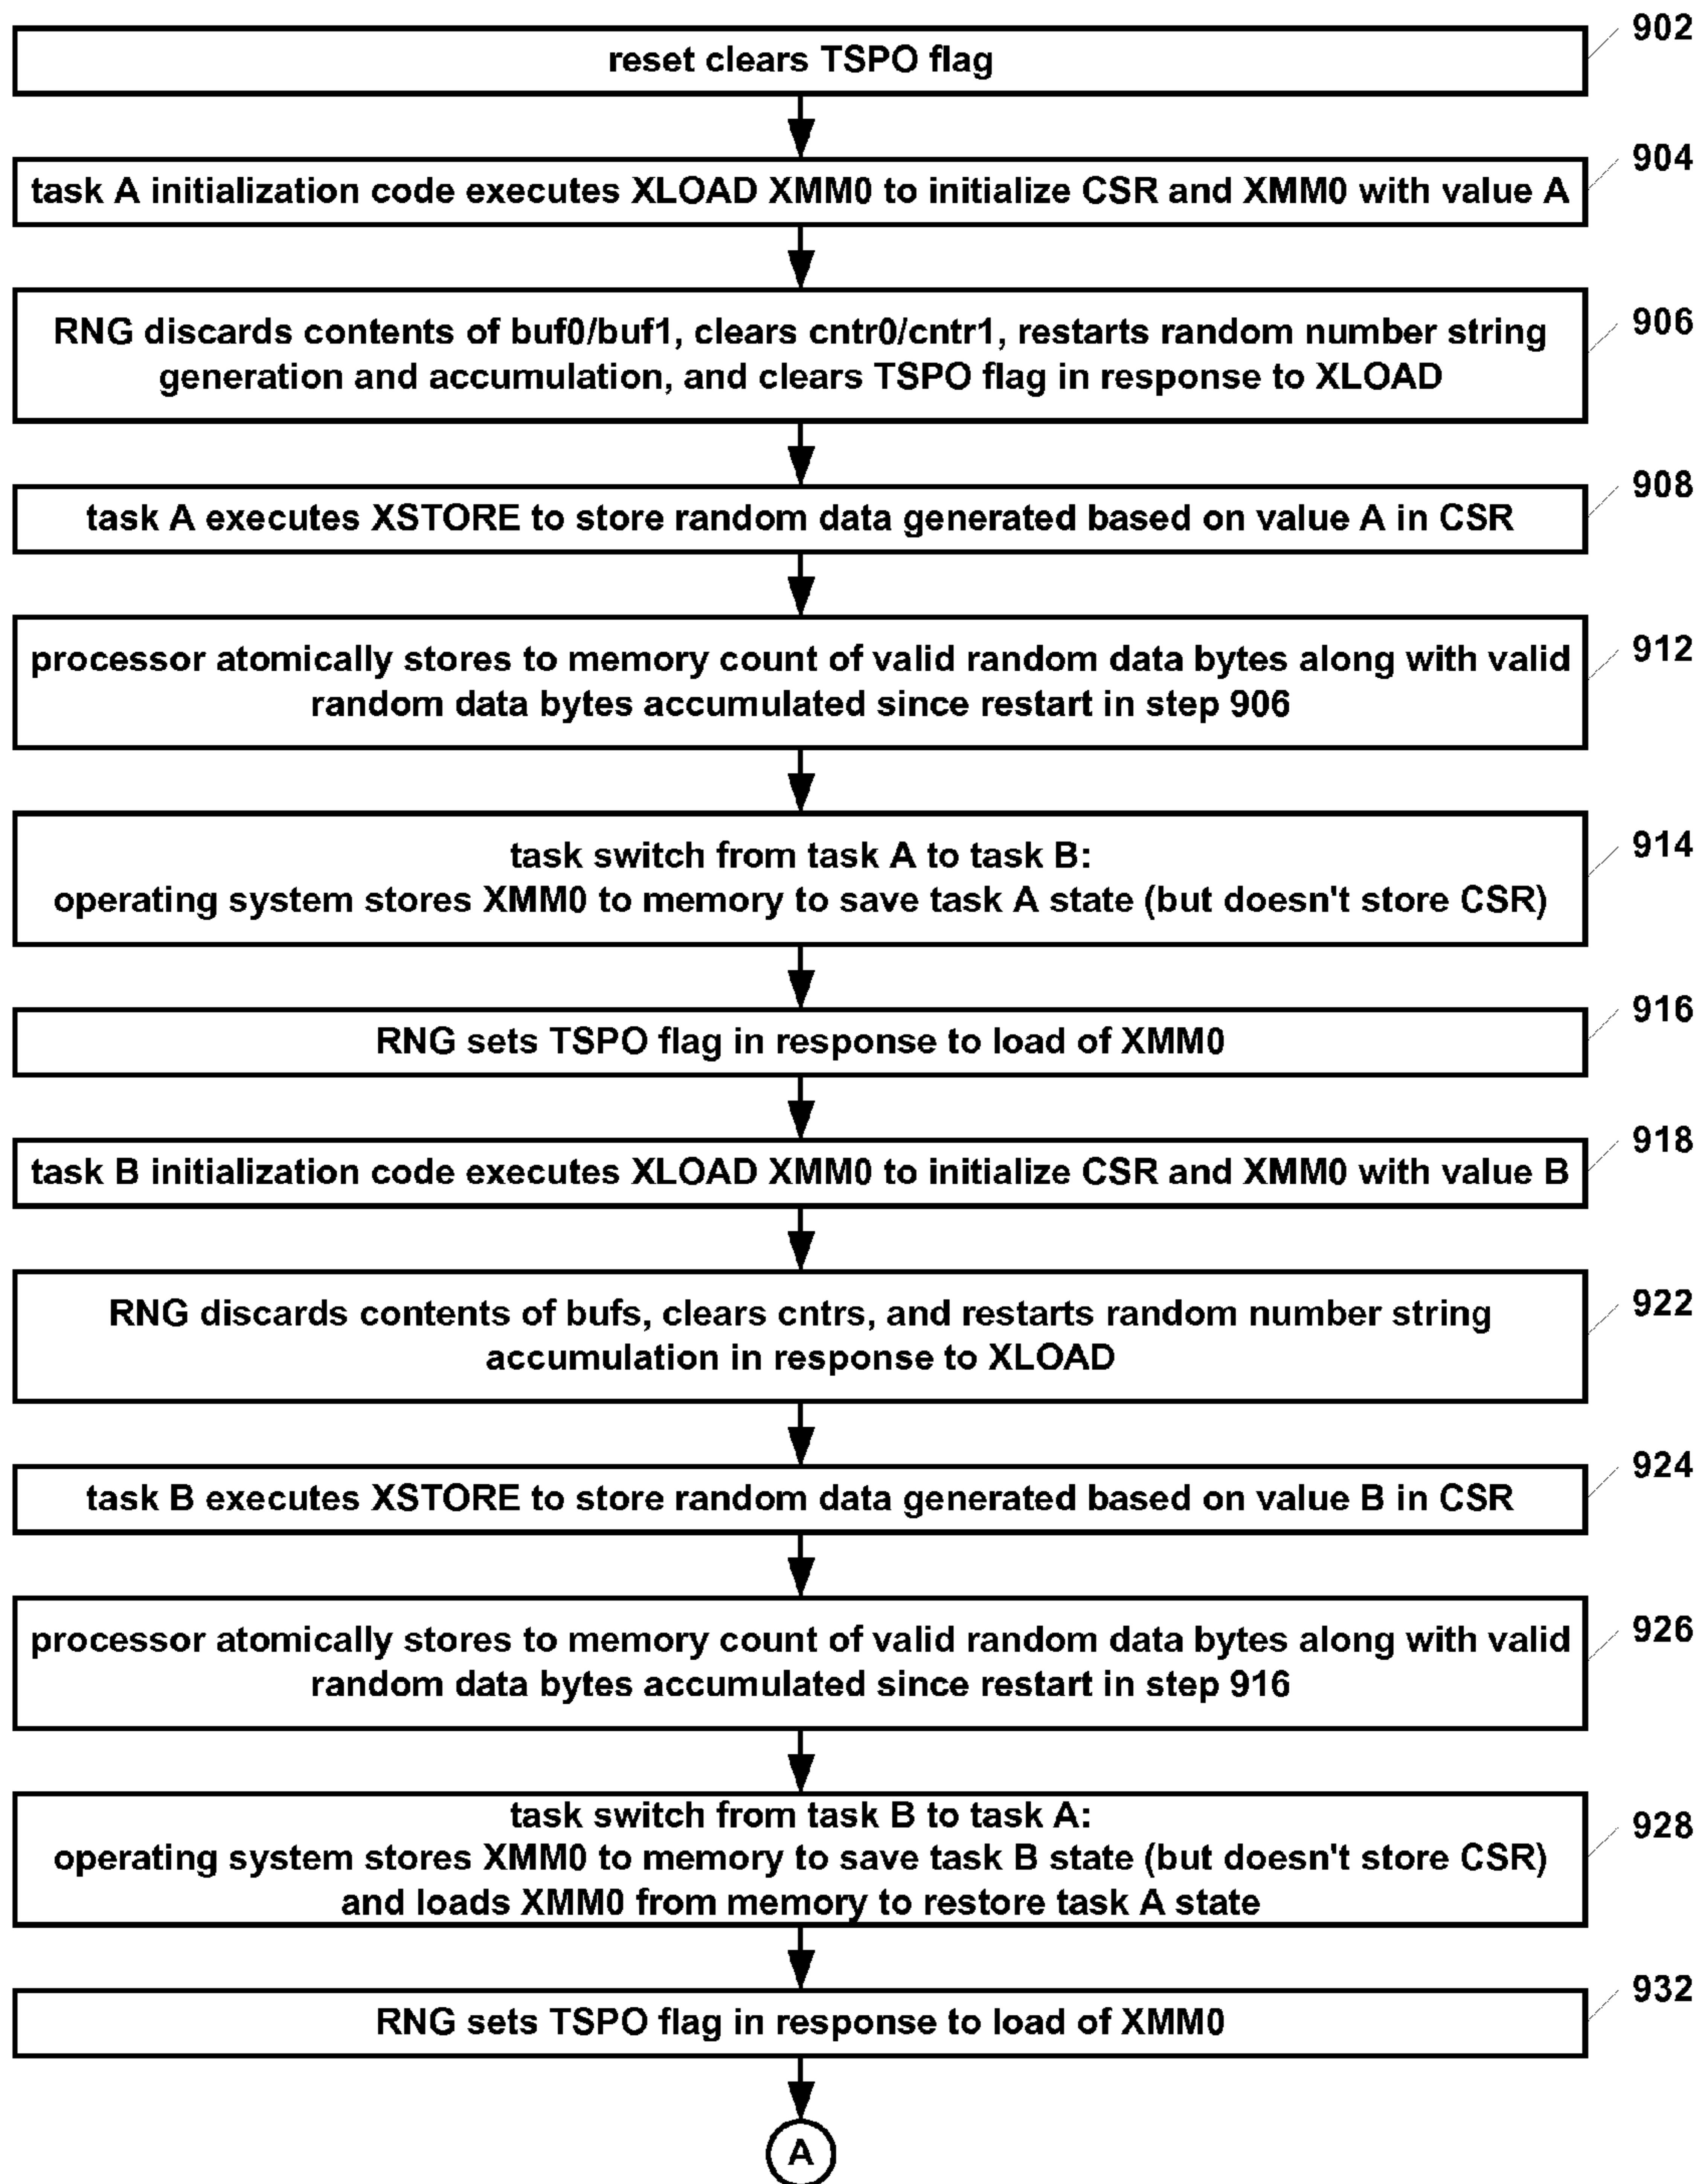 902
reset clears TSPO flag
904
task A initialization code executes XLOAD XMM0 to initialize CSR and XMM0 with value A
906
RNG discards contents of buf0/buf1, clears cntr0/cntr1, restarts random number string
generation and accumulation, and clears TSPO flag in response to XLOAD
908
task A executes XSTORE to store random data generated based on value A in CSR
912
processor atomically stores to memory count of valid random data bytes along with valid
random data bytes accumulated since restart in step 906
914
task switch from task A to task B:
operating system stores XMM0 to memory to save task A state (but doesn't store CSR)
916
RNG sets TSPO flag in response to load of XMM0
918
task B initialization code executes XLOAD XMM0 to initialize CSR and XMM0 with value B
922
RNG discards contents of bufs, clears cntrs, and restarts random number string
accumulation in response to XLOAD
924
task B executes XSTORE to store random data generated based on value B in CSR
926
processor atomically stores to memory count of valid random data bytes along with valid
random data bytes accumulated since restart in step 916
928
task switch from task B to task A:
operating system stores XMM0 to memory to save task B state (but doesn't store CSR)
and loads XMM0 from memory to restore task A state
932
RNG sets TSPO flag in response to load of XMM0
A